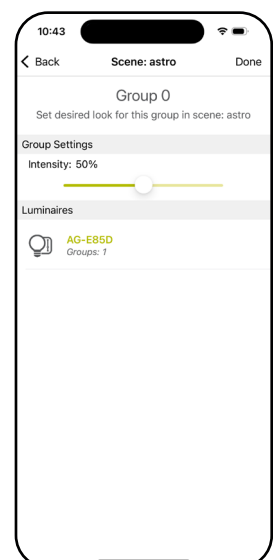 10:43
Back
Scene: astro
Done
Group 0
Set desired look for this group in scene: astro
Group Settings
Intensity: 50%
Luminaires
AG-E85D
Groups: 1